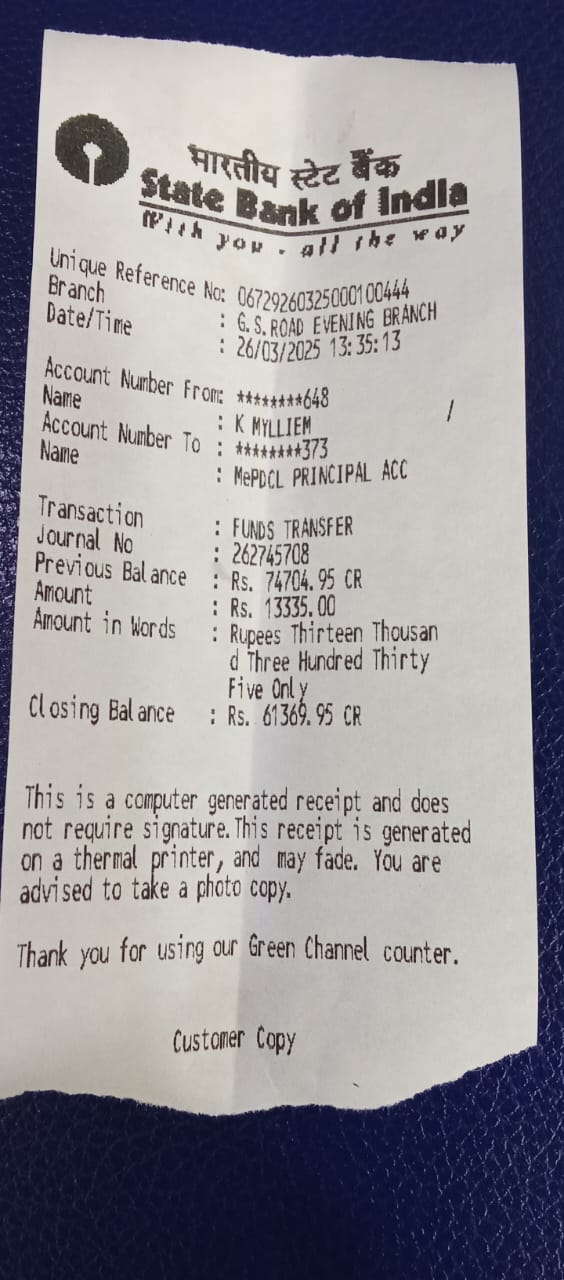 भारतीय स्टेट बैंक
State Bank of India
With you - all the way
Unique Reference No: 06729260325000100444
Branch : G.S.ROAD EVENING BRANCH
Date/Time : 26/03/2025 13:35:13
Account Number From: ********648
Name : K MYLLIEM
Account Number To : ********373
Name : MePDCL PRINCIPAL ACC
Transaction : FUNDS TRANSFER
Journal No : 262745708
Previous Balance : Rs. 74704.95 CR
Amount : Rs. 13335.00
Amount in Words : Rupees Thirteen Thousan
d Three Hundred Thirty
Five Only
Closing Balance : Rs. 61369.95 CR
This is a computer generated receipt and does
not require signature.This receipt is generated
on a thermal printer, and may fade. You are
advised to take a photo copy.
Thank you for using our Green Channel counter.
Customer Copy